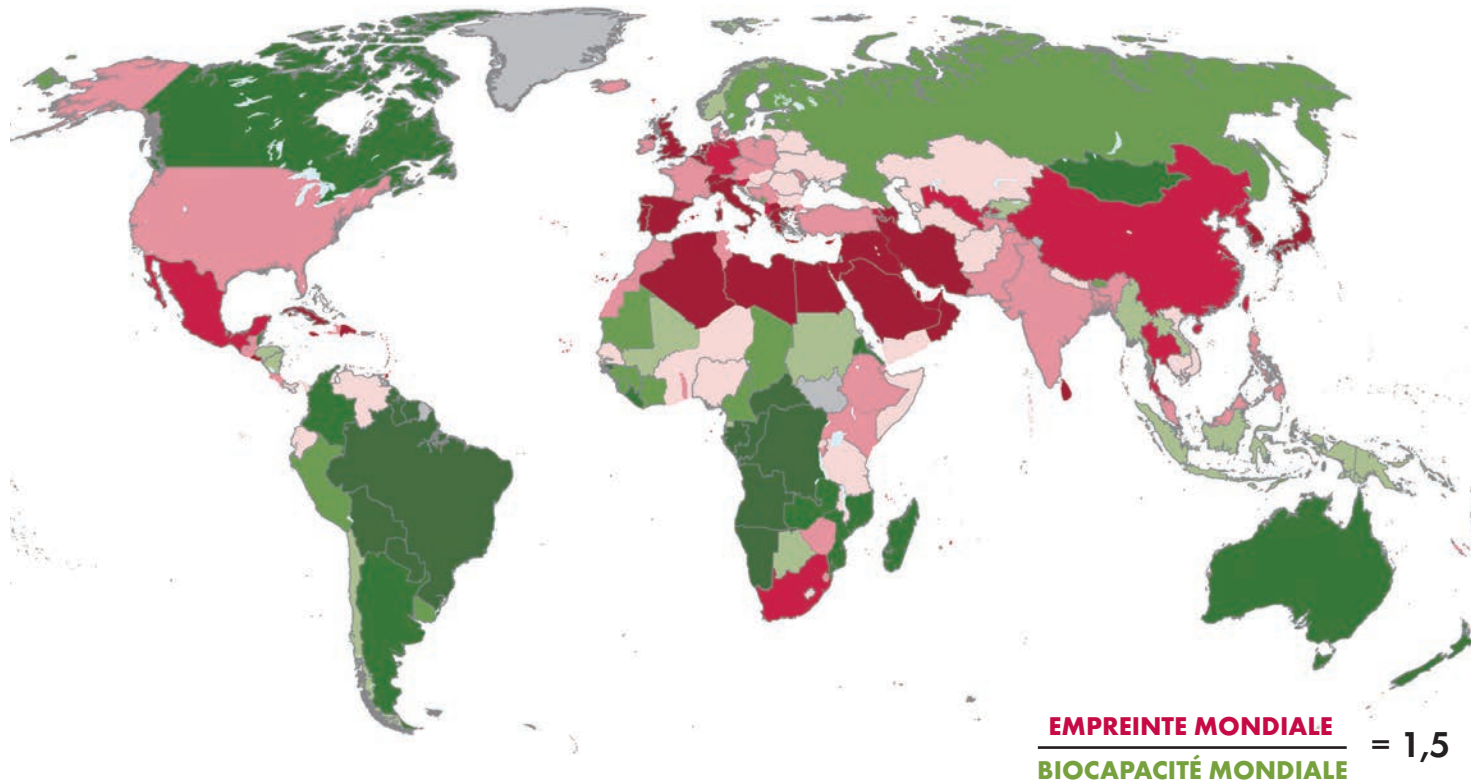 EMPREINTE MONDIALE
= 1,5
BIOCAPACITÉ MONDIALE